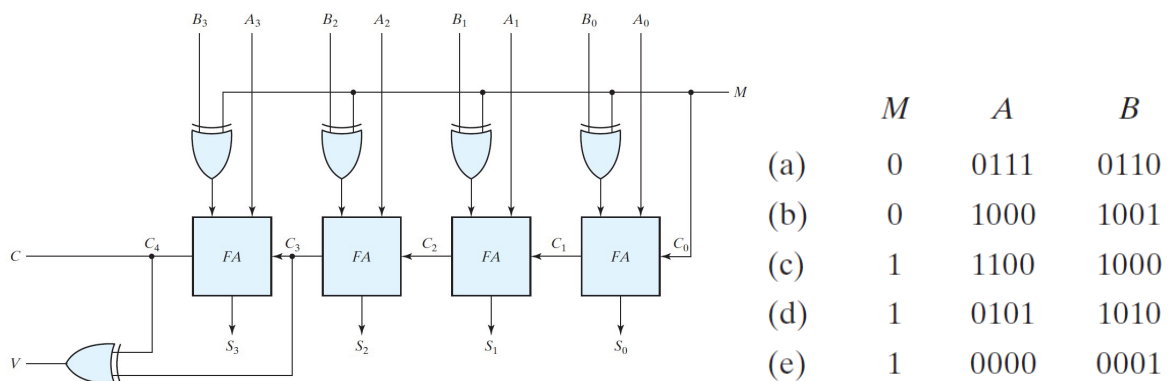 B₃ A₃ B₂ A₂ B₁ A₁ B₀ A₀
M
C C₄ FA C₃ FA C₂ FA C₁ FA C₀
S₃ S₂ S₁ S₀
V
M A B
(a) 0 0111 0110
(b) 0 1000 1001
(c) 1 1100 1000
(d) 1 0101 1010
(e) 1 0000 0001